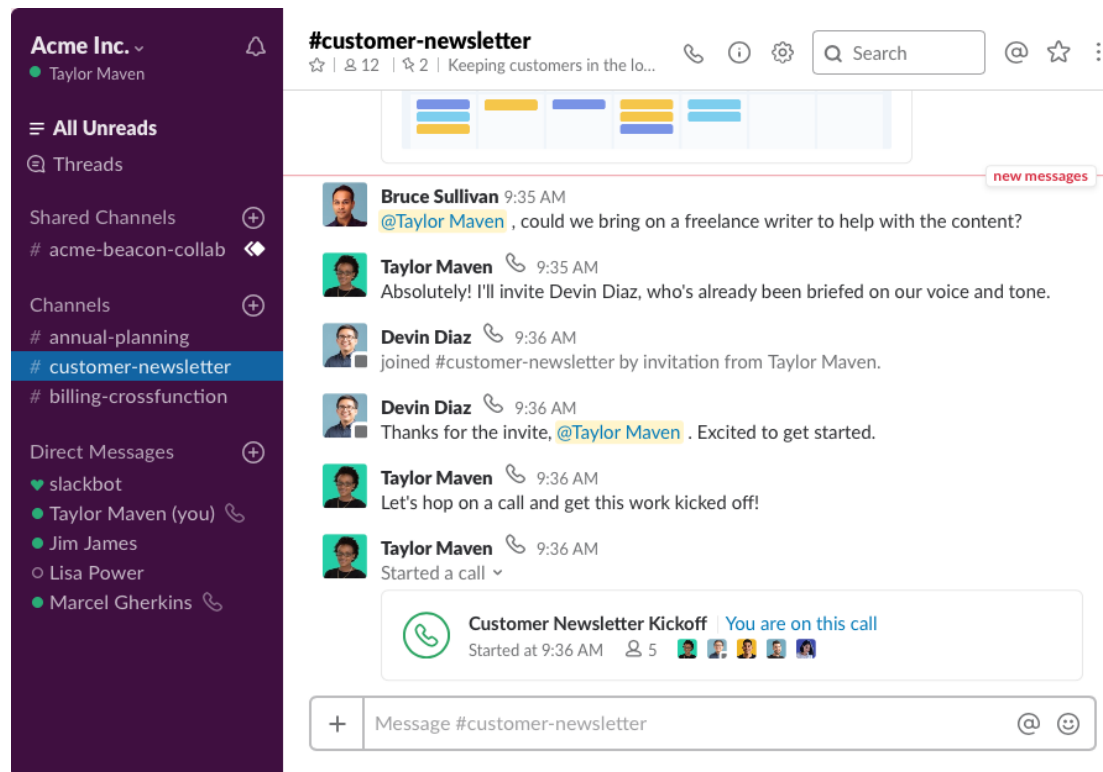 Acme Inc.
Taylor Maven
All Unreads
Threads
Shared Channels
# acme-beacon-collab
Channels
# annual-planning
# customer-newsletter
# billing-crossfunction
Direct Messages
slackbot
Taylor Maven (you)
Jim James
Lisa Power
Marcel Gherkins
#customer-newsletter
12 | 2 | Keeping customers in the lo...
Search
new messages
Bruce Sullivan 9:35 AM
@Taylor Maven , could we bring on a freelance writer to help with the content?
Taylor Maven 9:35 AM
Absolutely! I'll invite Devin Diaz, who's already been briefed on our voice and tone.
Devin Diaz 9:36 AM
joined #customer-newsletter by invitation from Taylor Maven.
Devin Diaz 9:36 AM
Thanks for the invite, @Taylor Maven . Excited to get started.
Taylor Maven 9:36 AM
Let's hop on a call and get this work kicked off!
Taylor Maven 9:36 AM
Started a call
Customer Newsletter Kickoff | You are on this call
Started at 9:36 AM 5
+ Message #customer-newsletter @